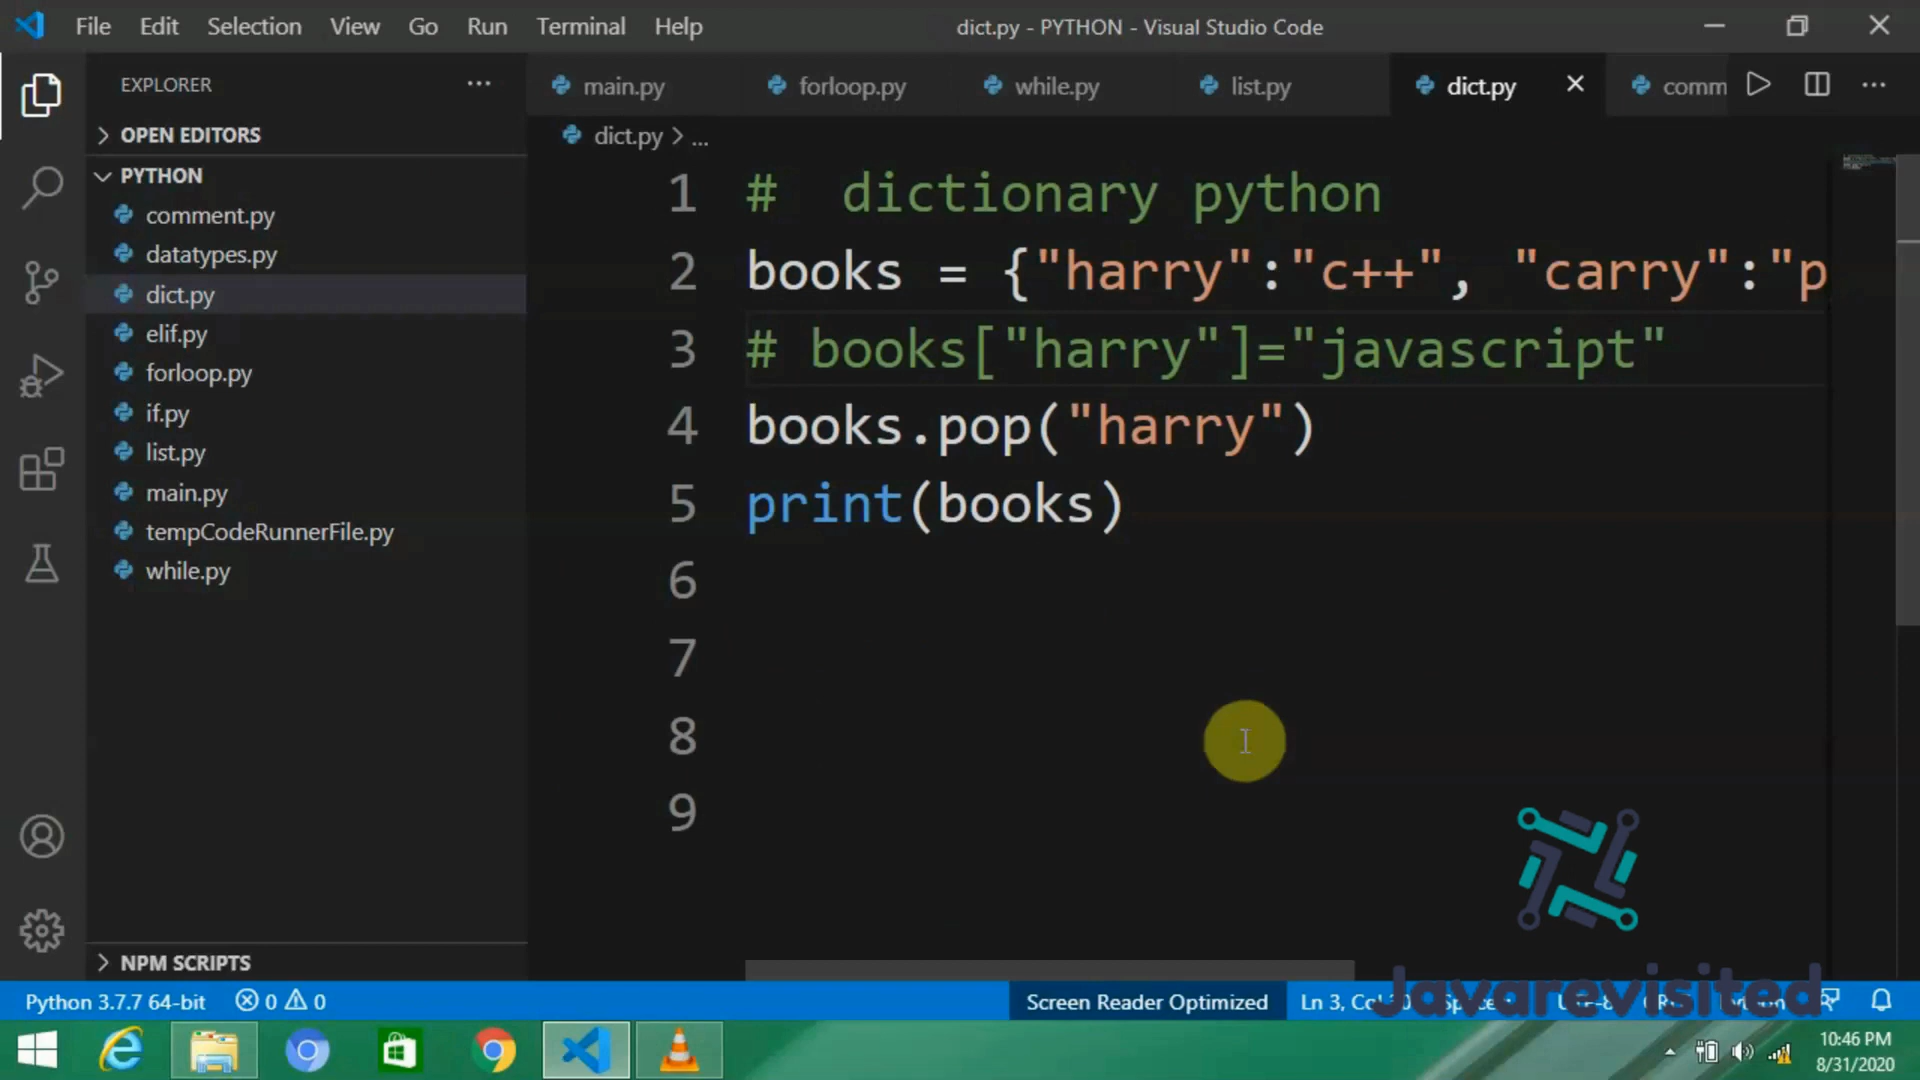 File Edit Selection View Go Run Terminal Help dict.py - PYTHON - Visual Studio Code
EXPLORER
main.py forloop.py while.py list.py dict.py comm
OPEN EDITORS
dict.py > ...
PYTHON
comment.py
datatypes.py
dict.py
elif.py
forloop.py
if.py
list.py
main.py
tempCodeRunnerFile.py
while.py
1 #  dictionary python
2 books = {"harry":"c++", "carry":"p
3 # books["harry"]="javascript"
4 books.pop("harry")
5 print(books)
6
7
8
9
NPM SCRIPTS
Javarevisited
Python 3.7.7 64-bit 0 0 Screen Reader Optimized Ln 3,
10:46 PM
8/31/2020